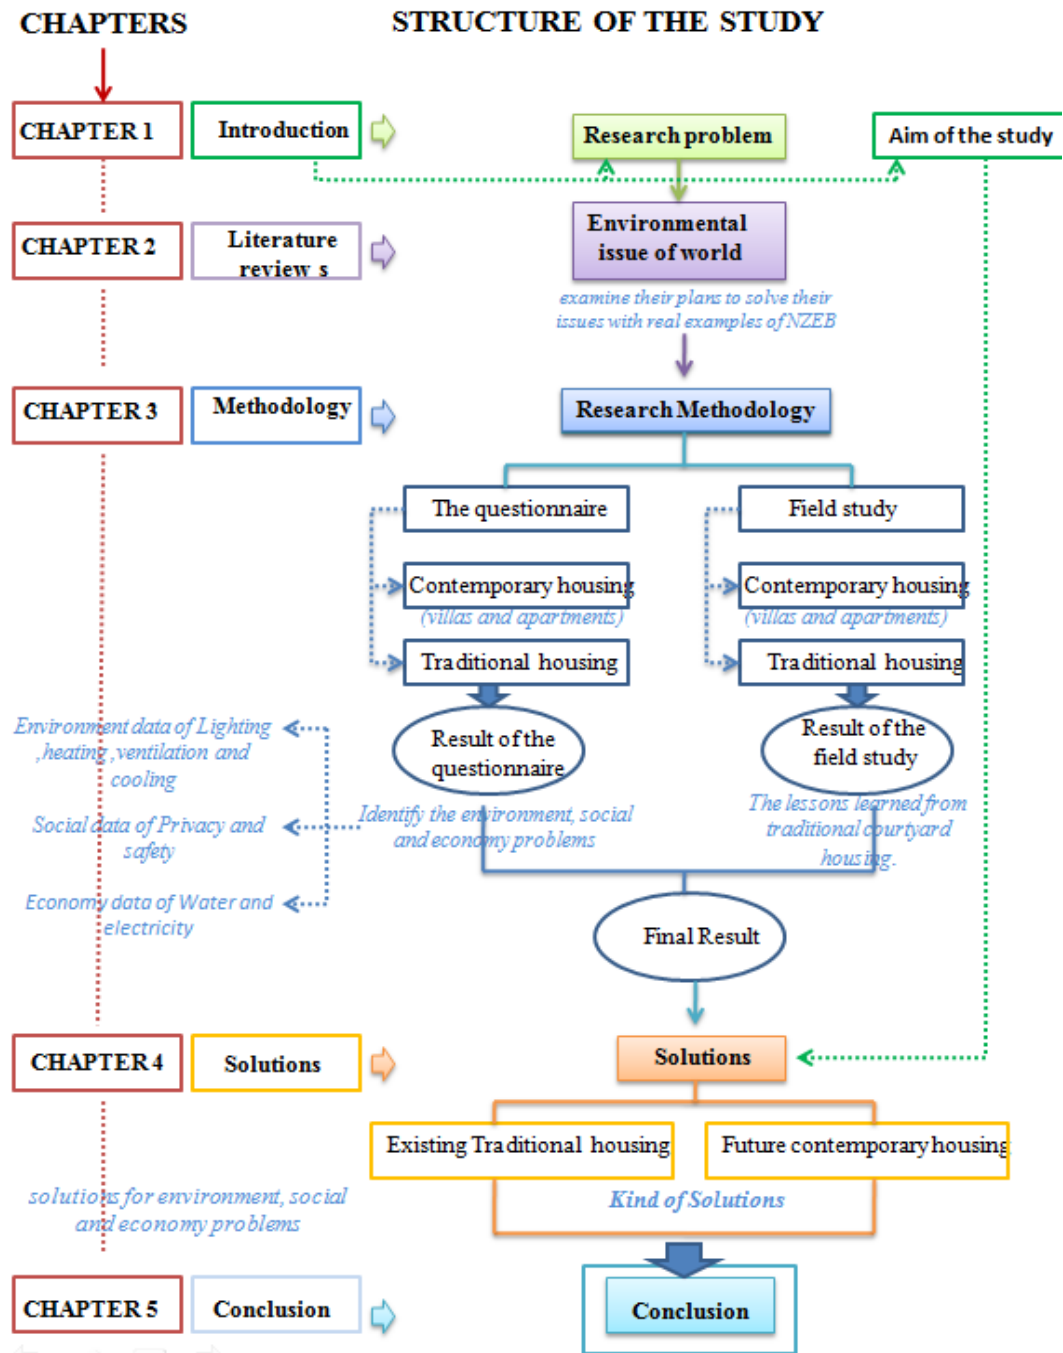 CHAPTERS
STRUCTURE OF THE STUDY
CHAPTER 1
Introduction
Research problem
Aim of the study
CHAPTER 2
Literature
review s
Environmental
issue of world
examine their plans to solve their
issues with real examples of NZEB
CHAPTER 3
Methodology
Research Methodology
The questionnaire
Field study
Contemporary housing
(villas and apartments)
Contemporary housing
(villas and apartments)
Traditional housing
Traditional housing
Result of the
questionnaire
Result of the
field study
Environment data of Lighting
,heating ,ventilation and
cooling
Social data of Privacy and
safety
Economy data of Water and
electricity
Identify the environment, social
and economy problems
The lessons learned from
traditional courtyard
housing.
Final Result
CHAPTER 4
Solutions
Solutions
Existing Traditional housing
Future contemporary housing
solutions for environment, social
and economy problems
Kind of Solutions
CHAPTER 5
Conclusion
Conclusion